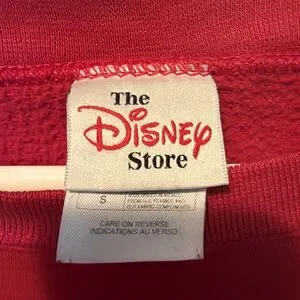 The
Disney
Store
S
CARE ON REVERSE
INDICATIONS AU VERSO